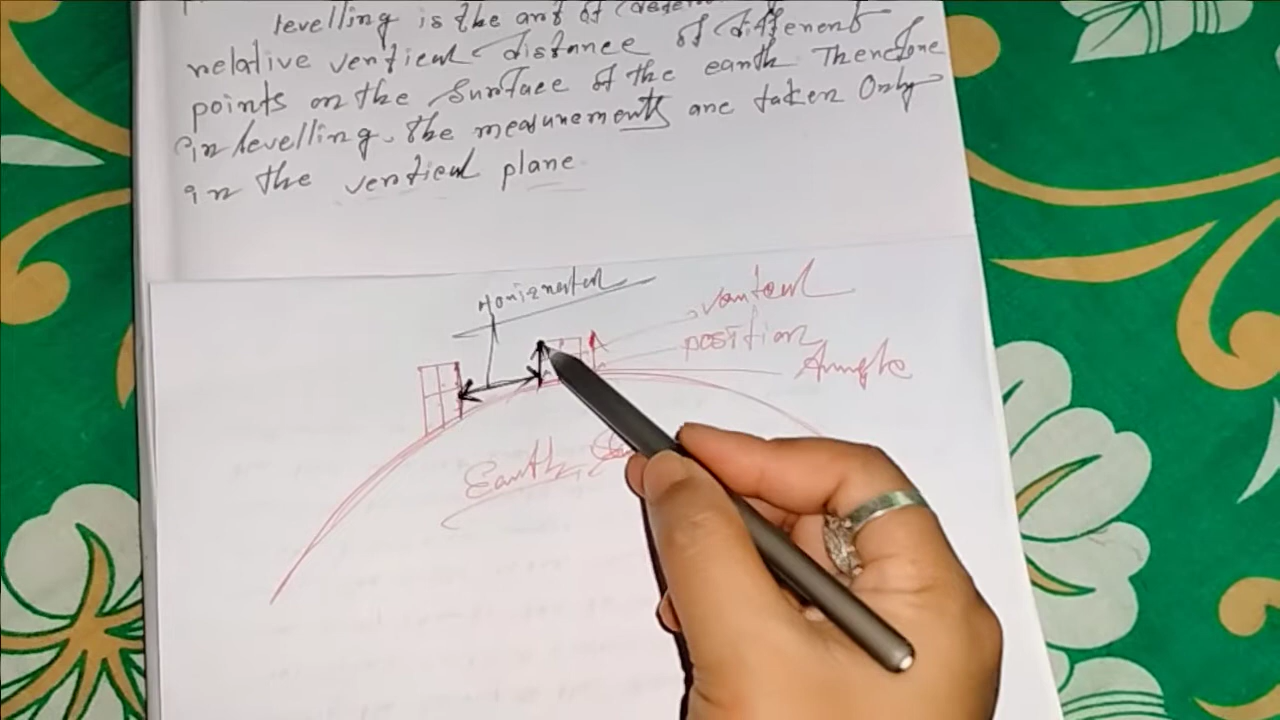 levelling is the art of
relative vertical distance of different
points on the surface of the earth Therefore
in levelling, the measurements are taken Only
in the vertical plane
Horizontal
vertical
position
Angle
Earth